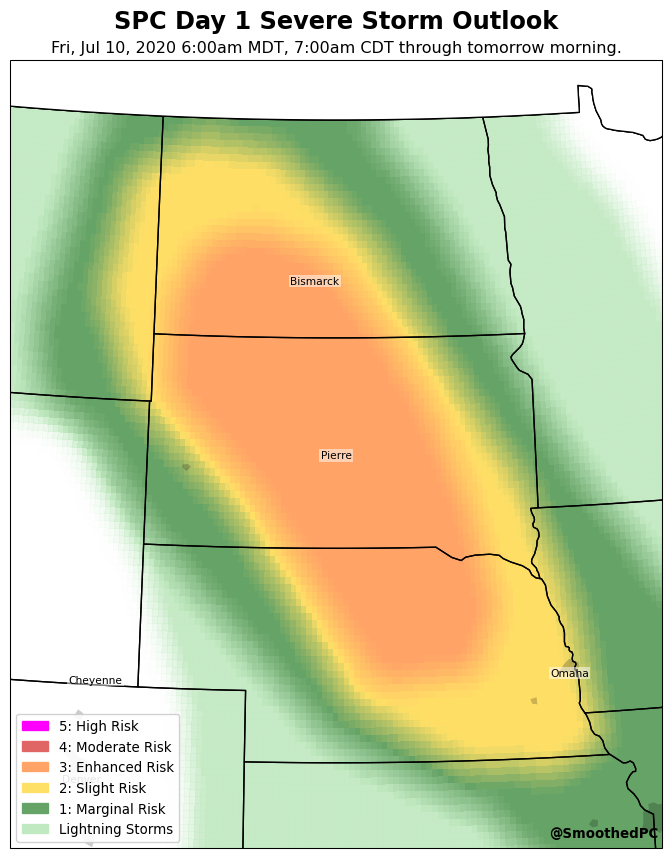 SPC Day 1 Severe Storm Outlook
Fri, Jul 10, 2020 6:00am MDT, 7:00am CDT through tomorrow morning.
Bismarck
Pierre
Omaha
Cheyenne
5: High Risk
4: Moderate Risk
3: Enhanced Risk
2: Slight Risk
Denver
1: Marginal Risk
Lightning Storms
@SmoothedPC